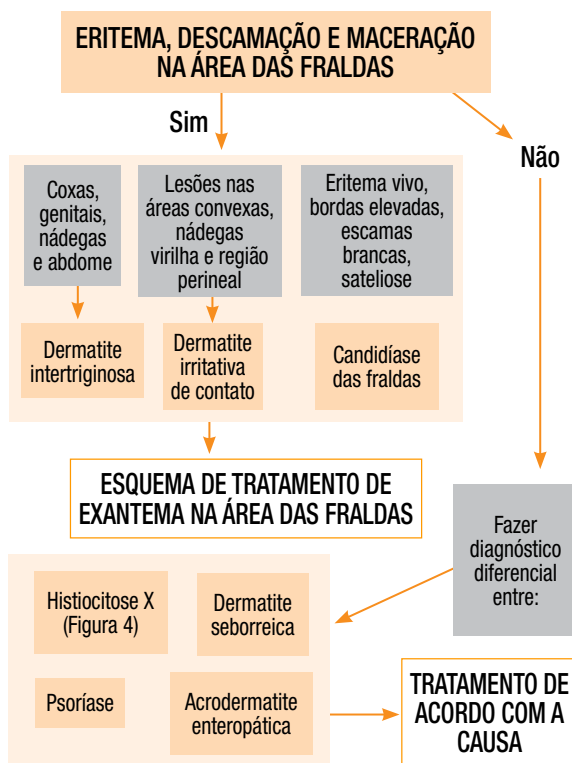 ERITEMA, DESCAMAÇÃO E MACERAÇÃO
NA ÁREA DAS FRALDAS
Sim
Não
Coxas,
genitais,
nádegas
e abdome
Lesões nas
áreas convexas,
nádegas
virilha e região
perineal
Eritema vivo,
bordas elevadas,
escamas
brancas,
sateliose
Dermatite
intertriginosa
Dermatite
irritativa
de contato
Candidíase
das fraldas
ESQUEMA DE TRATAMENTO DE
EXANTEMA NA ÁREA DAS FRALDAS
Fazer
diagnóstico
diferencial
entre:
Histiocitose X
(Figura 4)
Dermatite
seborreica
Psoríase
Acrodermatite
enteropática
TRATAMENTO DE
ACORDO COM A
CAUSA